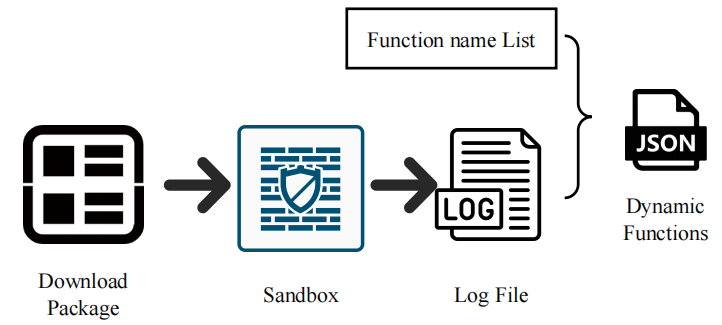 Function name List
JSON
LOG
Dynamic
Functions
Download
Package
Sandbox
Log File